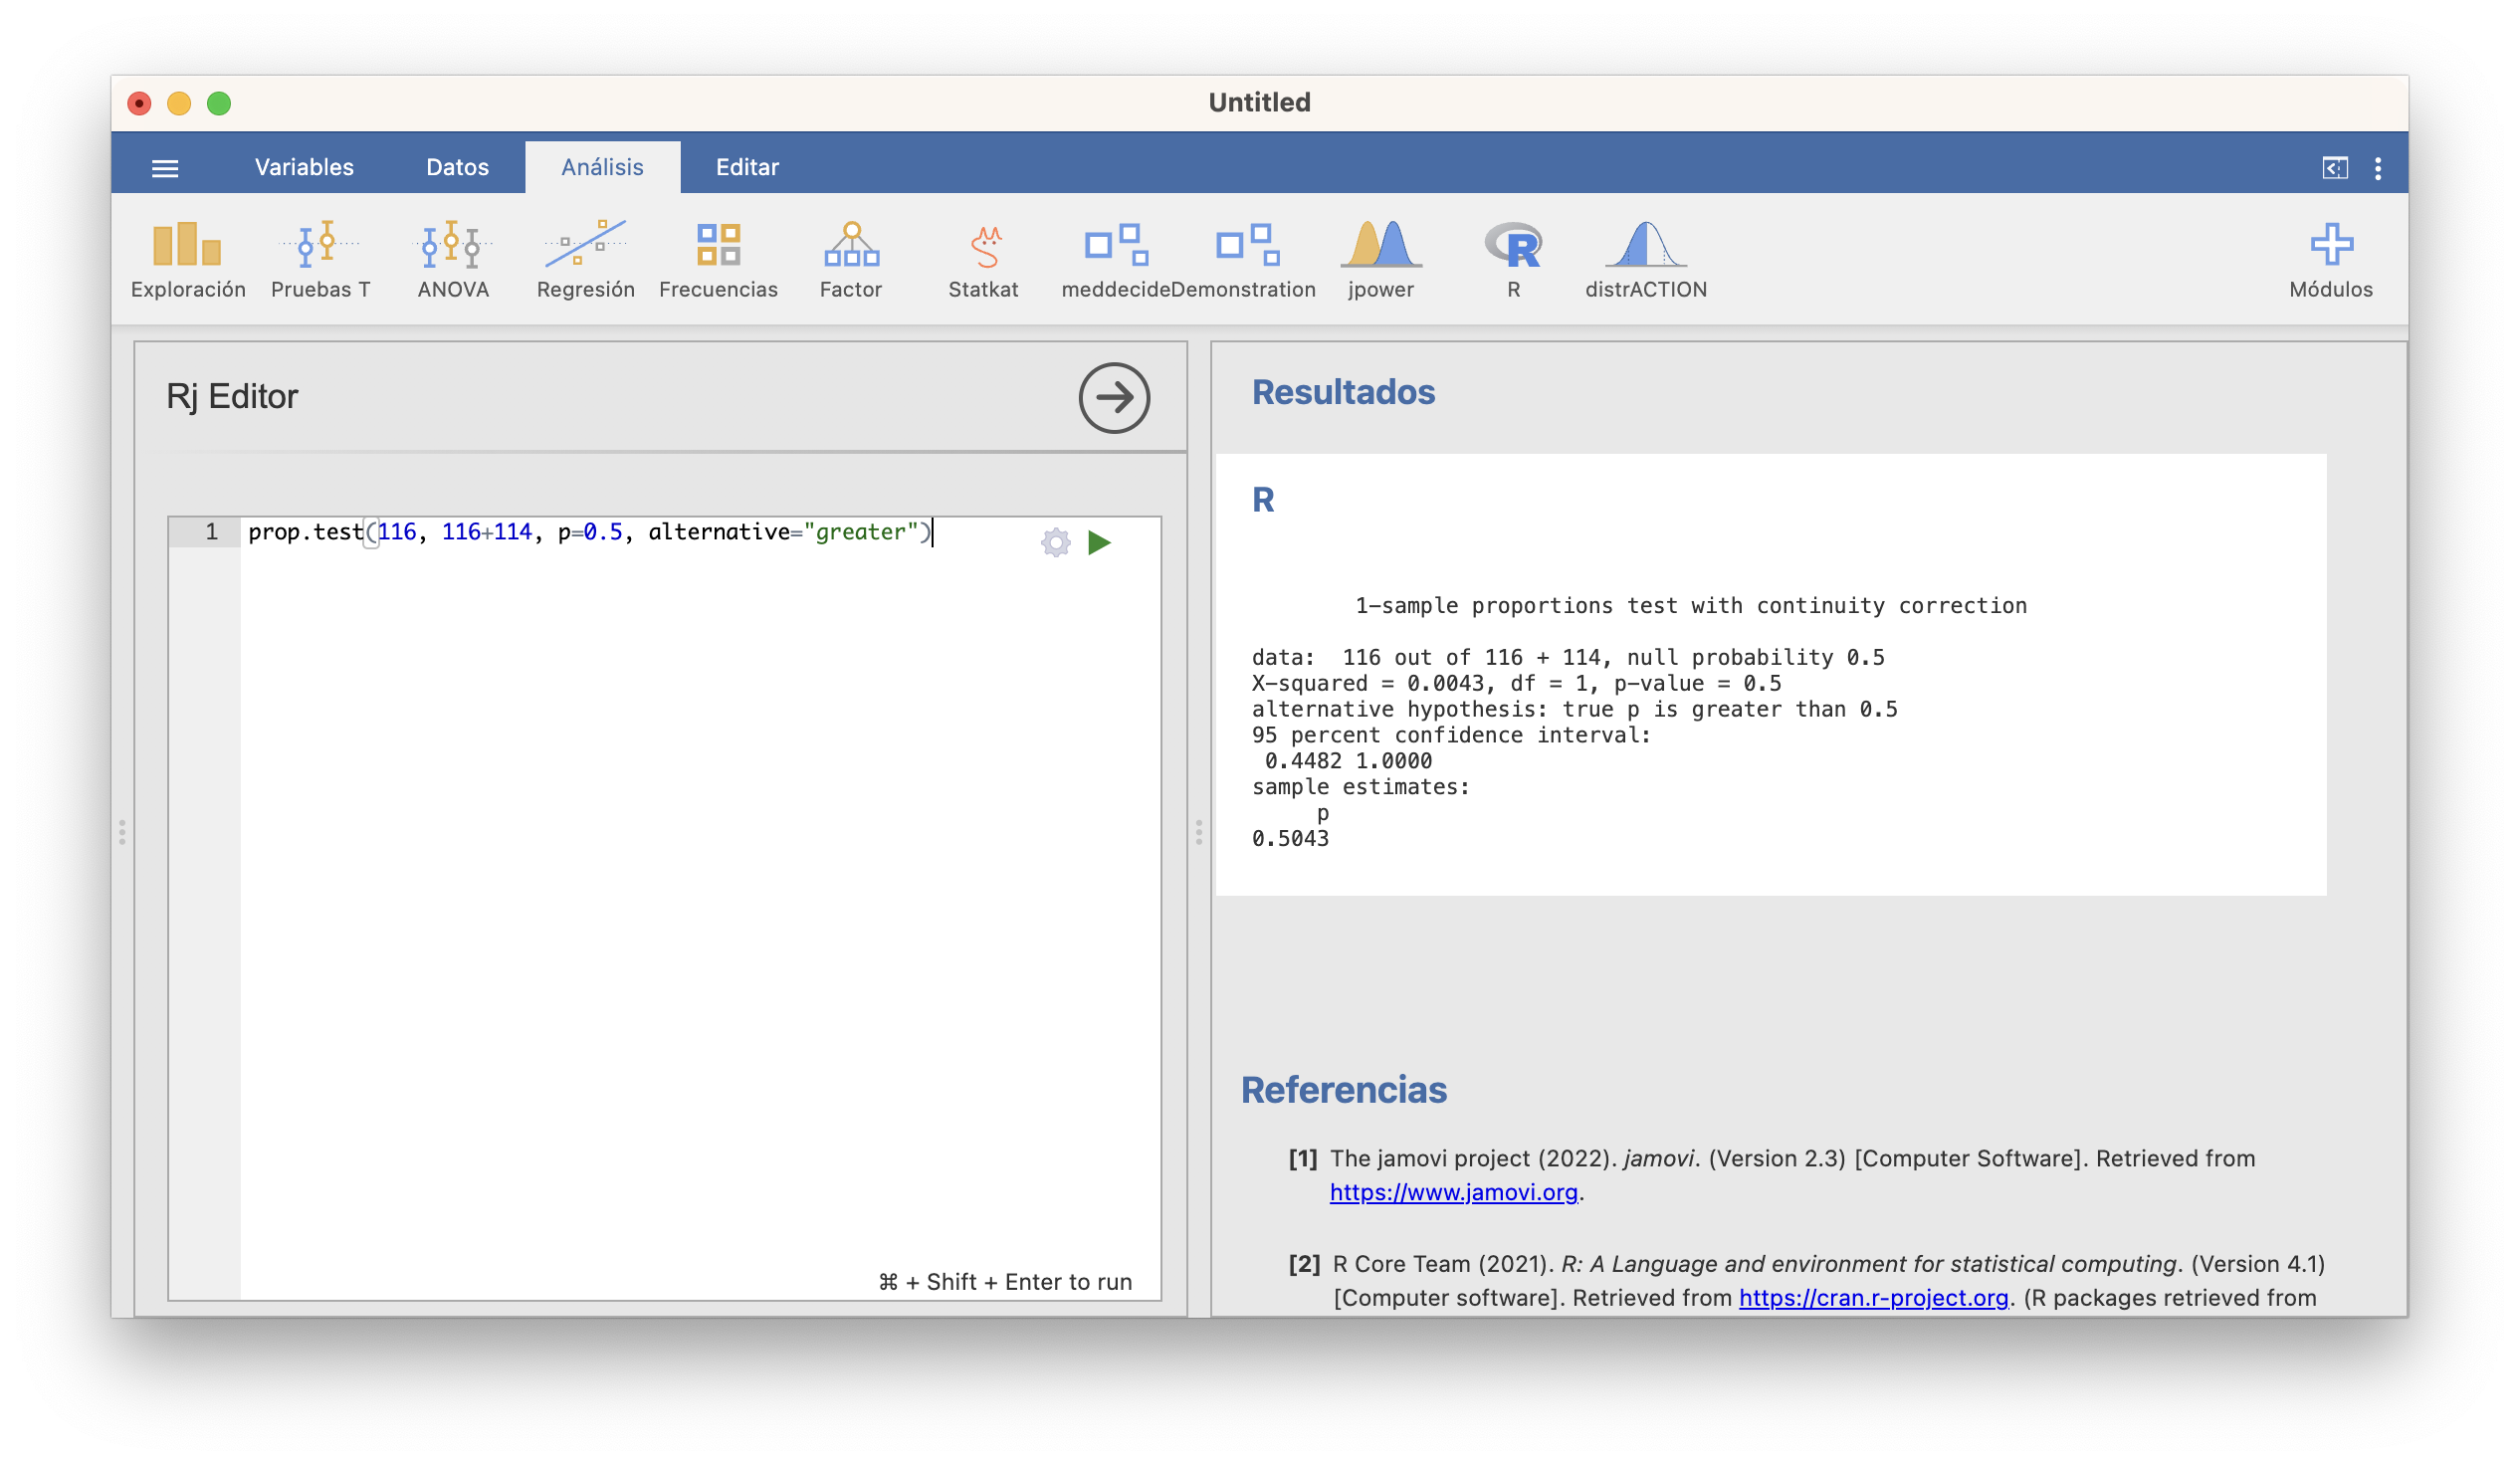 Untitled
Variables Datos Análisis Editar
Exploración Pruebas T ANOVA Regresión Frecuencias Factor Statkat meddecide Demonstration jpower R distrACTION Módulos
Rj Editor
1 prop.test(116, 116+114, p=0.5, alternative="greater")
⌘ + Shift + Enter to run
Resultados
R
1-sample proportions test with continuity correction
data:  116 out of 116 + 114, null probability 0.5
X-squared = 0.0043, df = 1, p-value = 0.5
alternative hypothesis: true p is greater than 0.5
95 percent confidence interval:
0.4482 1.0000
sample estimates:
p
0.5043
Referencias
[1] The jamovi project (2022). jamovi. (Version 2.3) [Computer Software]. Retrieved from
https://www.jamovi.org.
[2] R Core Team (2021). R: A Language and environment for statistical computing. (Version 4.1)
[Computer software]. Retrieved from https://cran.r-project.org. (R packages retrieved from